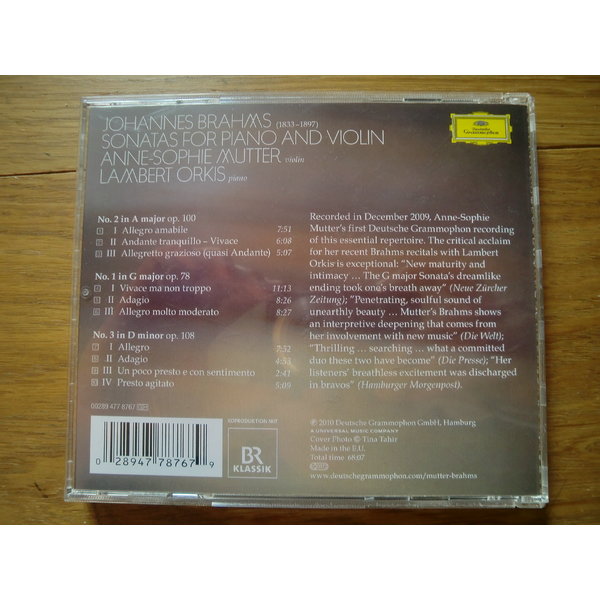 JOHANNES BRAHMS (1833–1897)
SONATAS FOR PIANO AND VIOLIN
ANNE-SOPHIE MUTTER violin
LAMBERT ORKIS piano
Deutsche
Grammophon
No. 2 in A major op. 100
I Allegro amabile 7:51
II Andante tranquillo – Vivace 6:08
III Allegretto grazioso (quasi Andante) 5:07
No. 1 in G major op. 78
I Vivace ma non troppo 11:13
II Adagio 8:26
III Allegro molto moderato 8:27
No. 3 in D minor op. 108
I Allegro 7:52
II Adagio 4:53
III Un poco presto e con sentimento 2:41
IV Presto agitato 5:09
00289 477 8767
0 28947 78767 9
KOPRODUKTION MIT
BR
KLASSIK
Recorded in December 2009, Anne-Sophie
Mutter's first Deutsche Grammophon recording
of this essential repertoire. The critical acclaim
for her recent Brahms recitals with Lambert
Orkis is exceptional: "New maturity and
intimacy … The G major Sonata's dreamlike
ending took one's breath away" (Neue Zürcher
Zeitung); "Penetrating, soulful sound of
unearthly beauty … Mutter's Brahms shows
an interpretive deepening that comes from
her involvement with new music" (Die Welt);
"Thrilling … searching … what a committed
duo these two have become" (Die Presse); "Her
listeners' breathless excitement was discharged
in bravos" (Hamburger Morgenpost).
℗ 2010 Deutsche Grammophon GmbH, Hamburg
A UNIVERSAL MUSIC COMPANY
Cover Photo © Tina Tahir
Made in the E.U.
Total time 68:07
www.deutschegrammophon.com/mutter-brahms